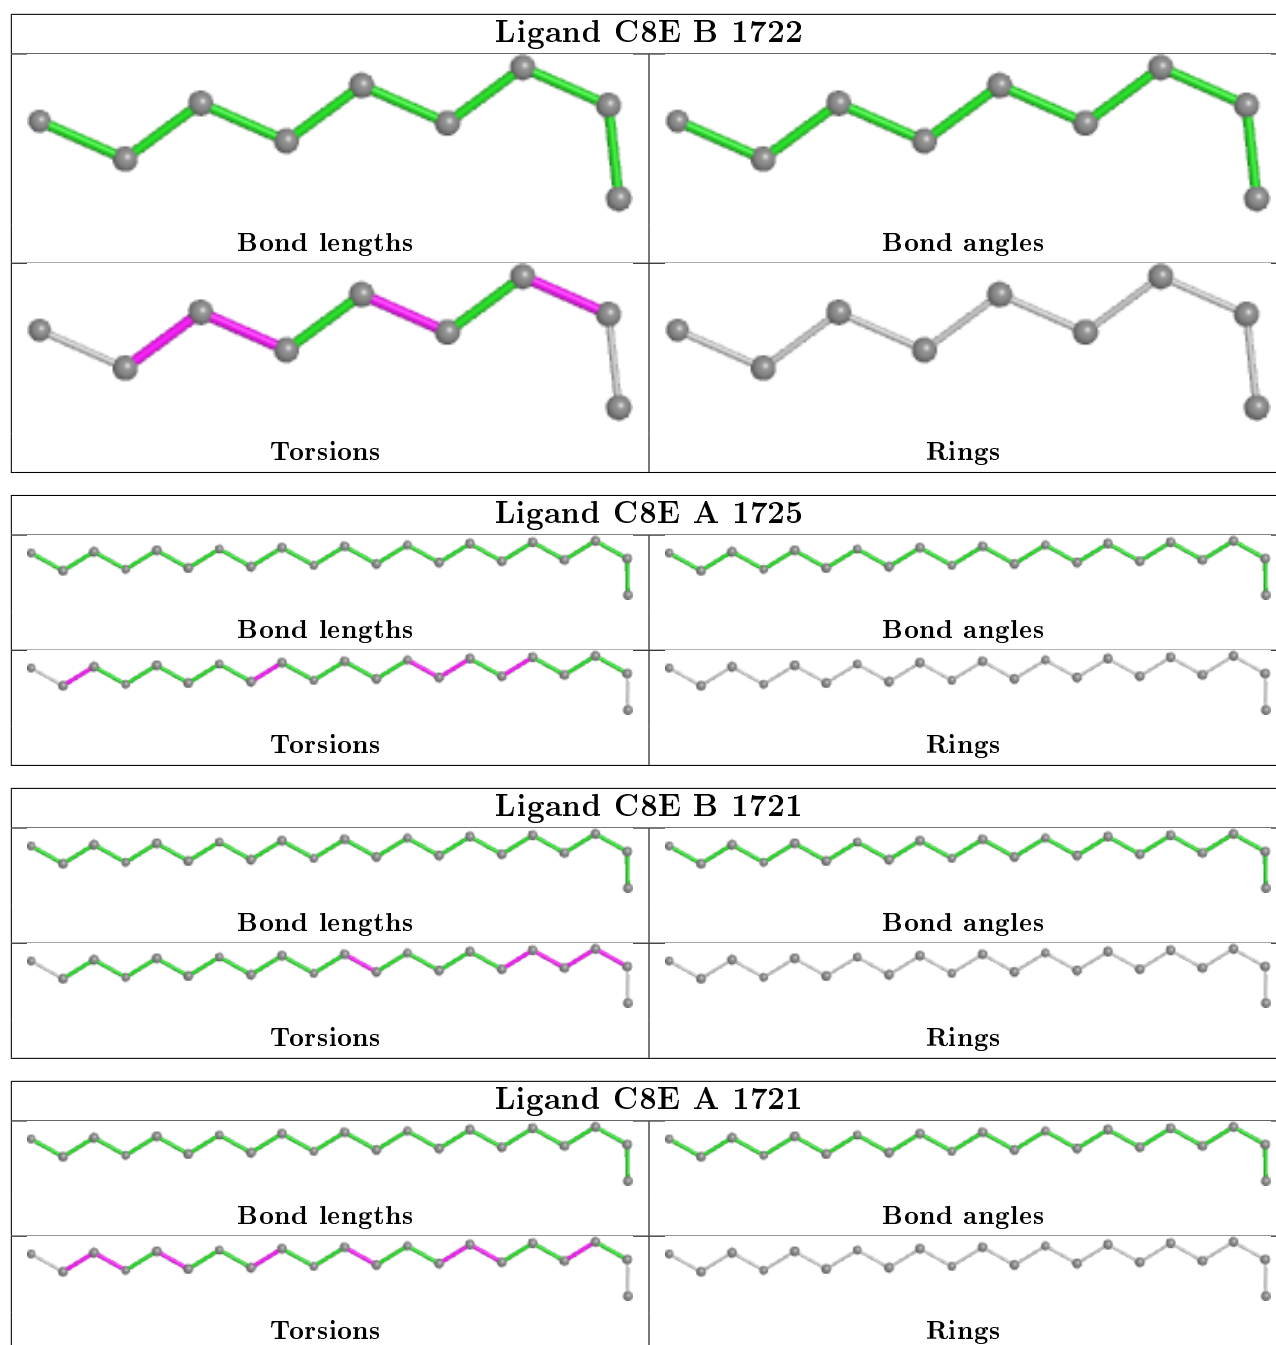 Ligand C8E B 1722
Bond lengths
Bond angles
Torsions
Rings
Ligand C8E A 1725
Bond lengths
Bond angles
Torsions
Rings
Ligand C8E B 1721
Bond lengths
Bond angles
Torsions
Rings
Ligand C8E A 1721
Bond lengths
Bond angles
Torsions
Rings